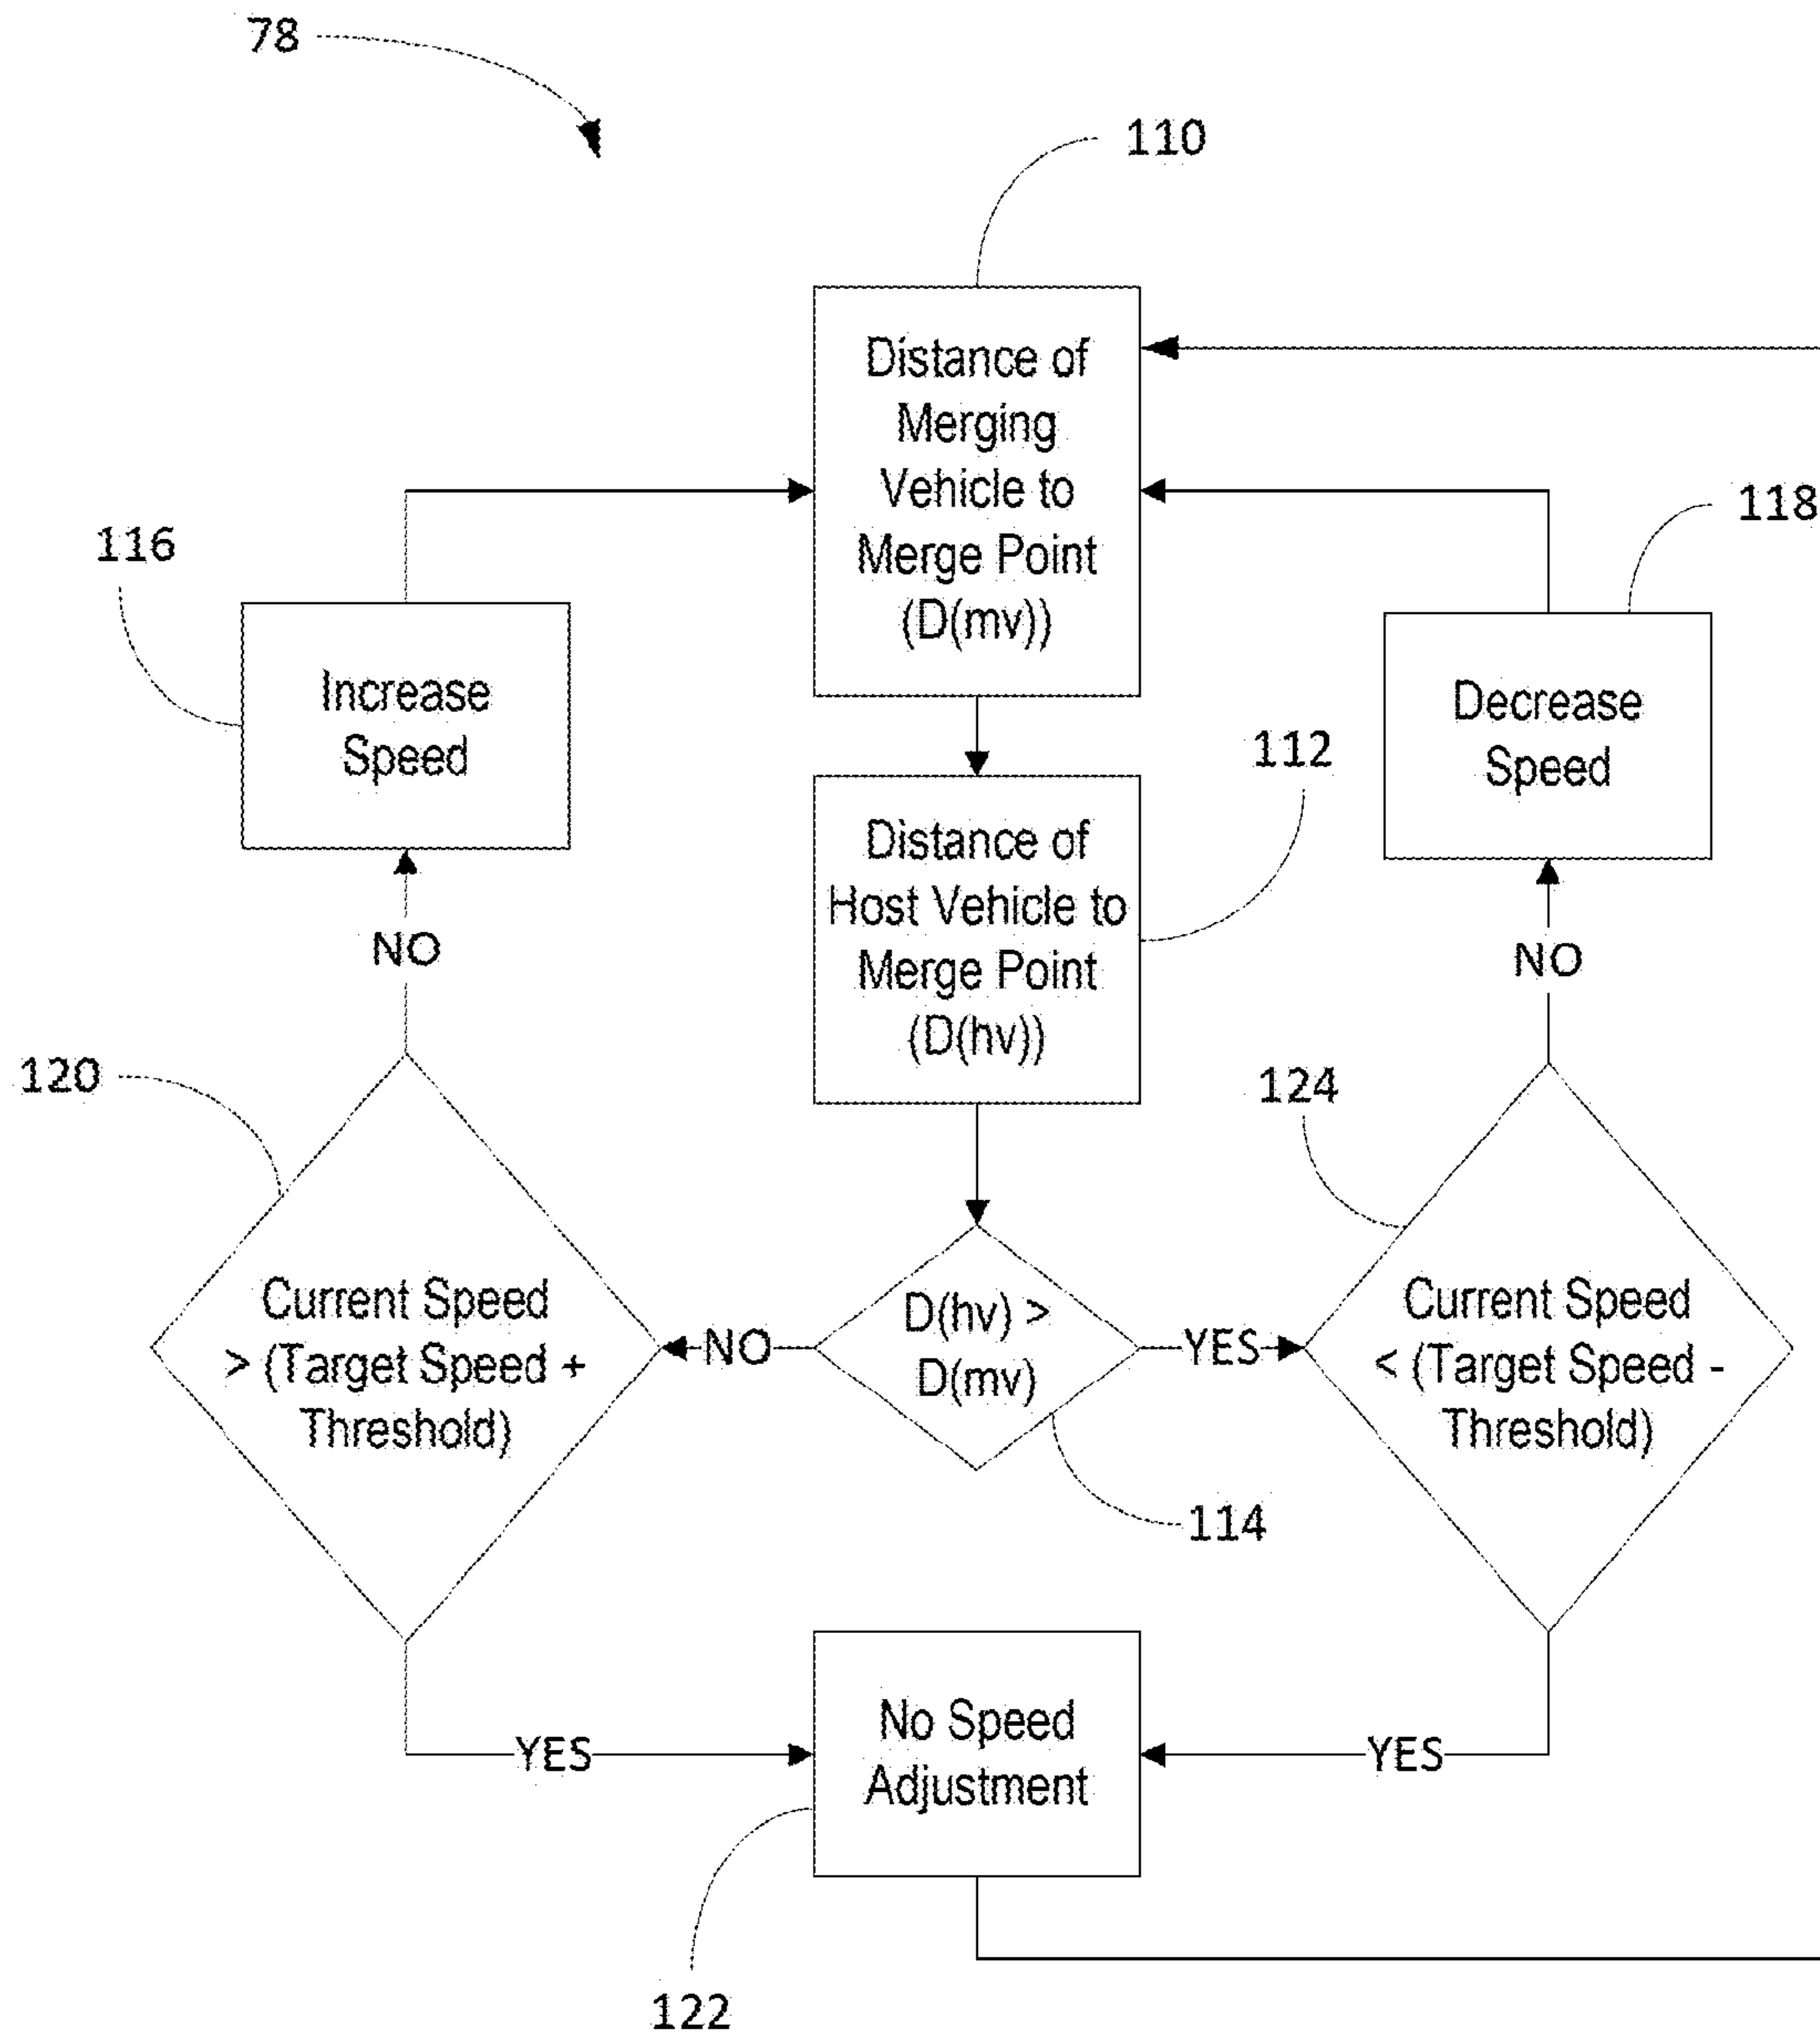 78
110
Distance of
Merging
Vehicle to
Merge Point
(D(mv))
116
Increase
Speed
118
Decrease
Speed
112
Distance of
Host Vehicle to
Merge Point
(D(hv))
NO
NO
120
124
Current Speed
> (Target Speed +
Threshold)
NO
D(hv) >
D(mv)
YES
Current Speed
< (Target Speed -
Threshold)
114
YES
No Speed
Adjustment
YES
122